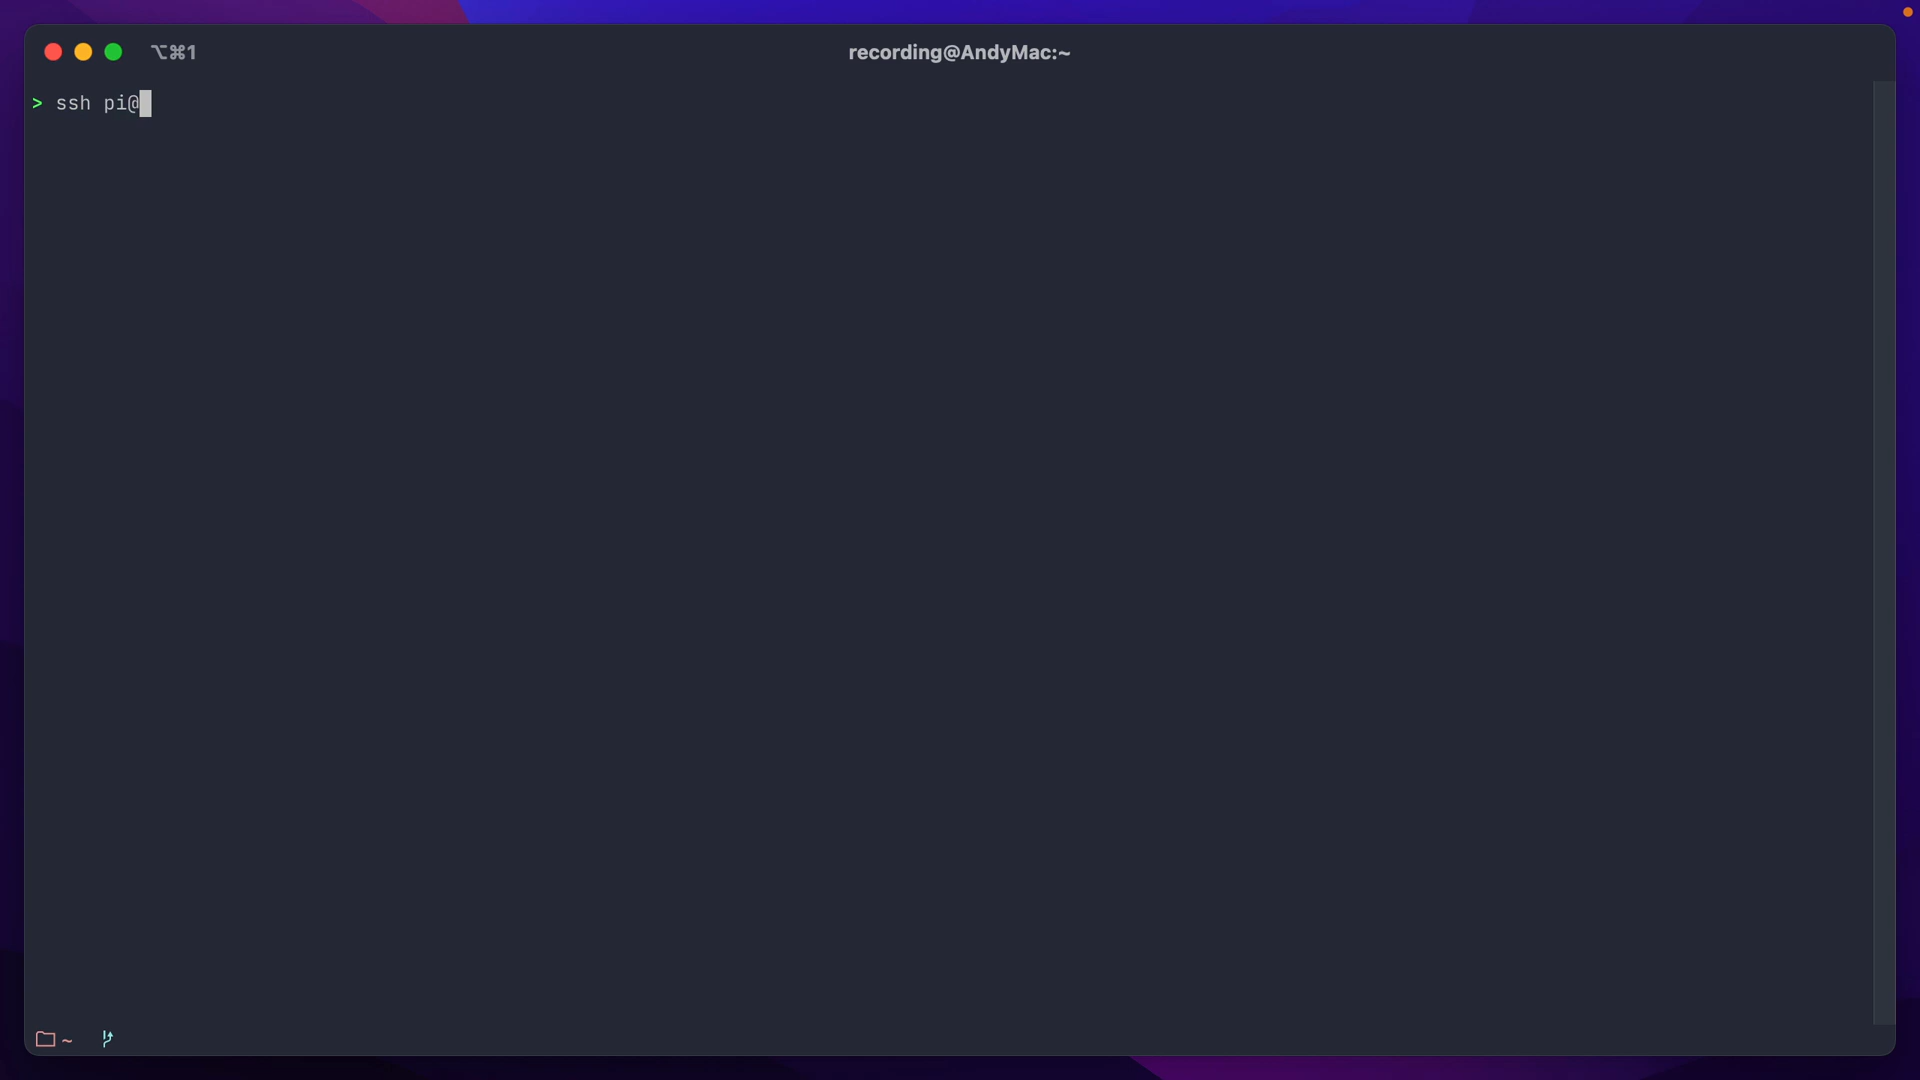 ⌥⌘1
recording@AndyMac:~
> ssh pi@
~